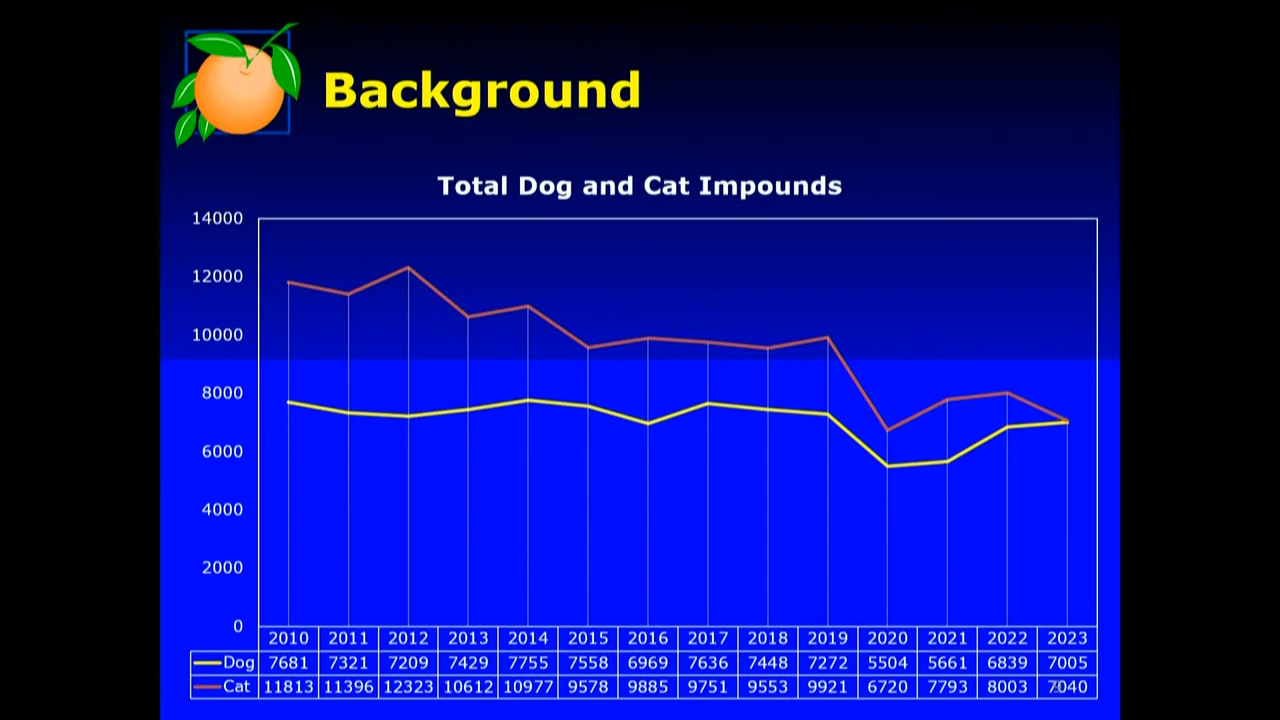 Background
Total Dog and Cat Impounds
14000
12000
10000
8000
6000
4000
2000
0
2010 2011 2012 2013 2014 2015 2016 2017 2018 2019 2020 2021 2022 2023
Dog 7681 7321 7209 7429 7755 7558 6969 7636 7448 7272 5504 5661 6839 7005
Cat 11813 11396 12323 10612 10977 9578 9885 9751 9553 9921 6720 7793 8003 7040